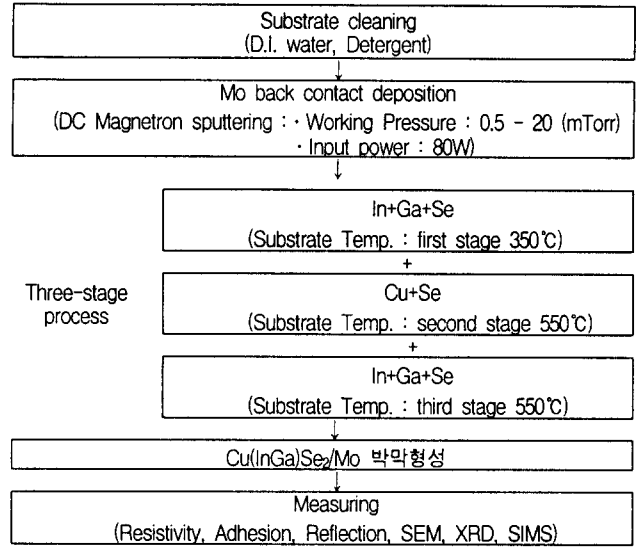 Substrate cleaning
(D.I. water, Detergent)
Mo back contact deposition
(DC Magnetron sputtering : · Working Pressure : 0.5 - 20 (mTorr)
· Input power : 80W)
In+Ga+Se
(Substrate Temp. : first stage 350℃)
+
Three-stage
process
Cu+Se
(Substrate Temp. : second stage 550℃)
+
In+Ga+Se
(Substrate Temp. : third stage 550℃)
Cu(InGa)Se₂/Mo 박막형성
Measuring
(Resistivity, Adhesion, Reflection, SEM, XRD, SIMS)